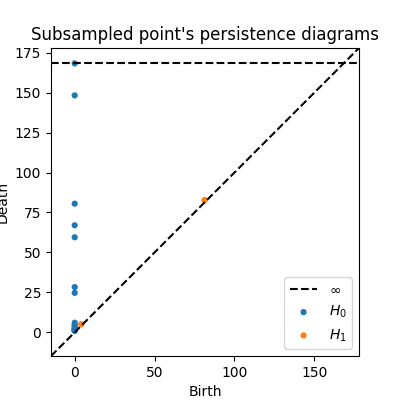 Subsampled point's persistence diagrams
175
150
125
100
75
50
25
0
Death
0 50 100 150
Birth
∞
H₀
H₁